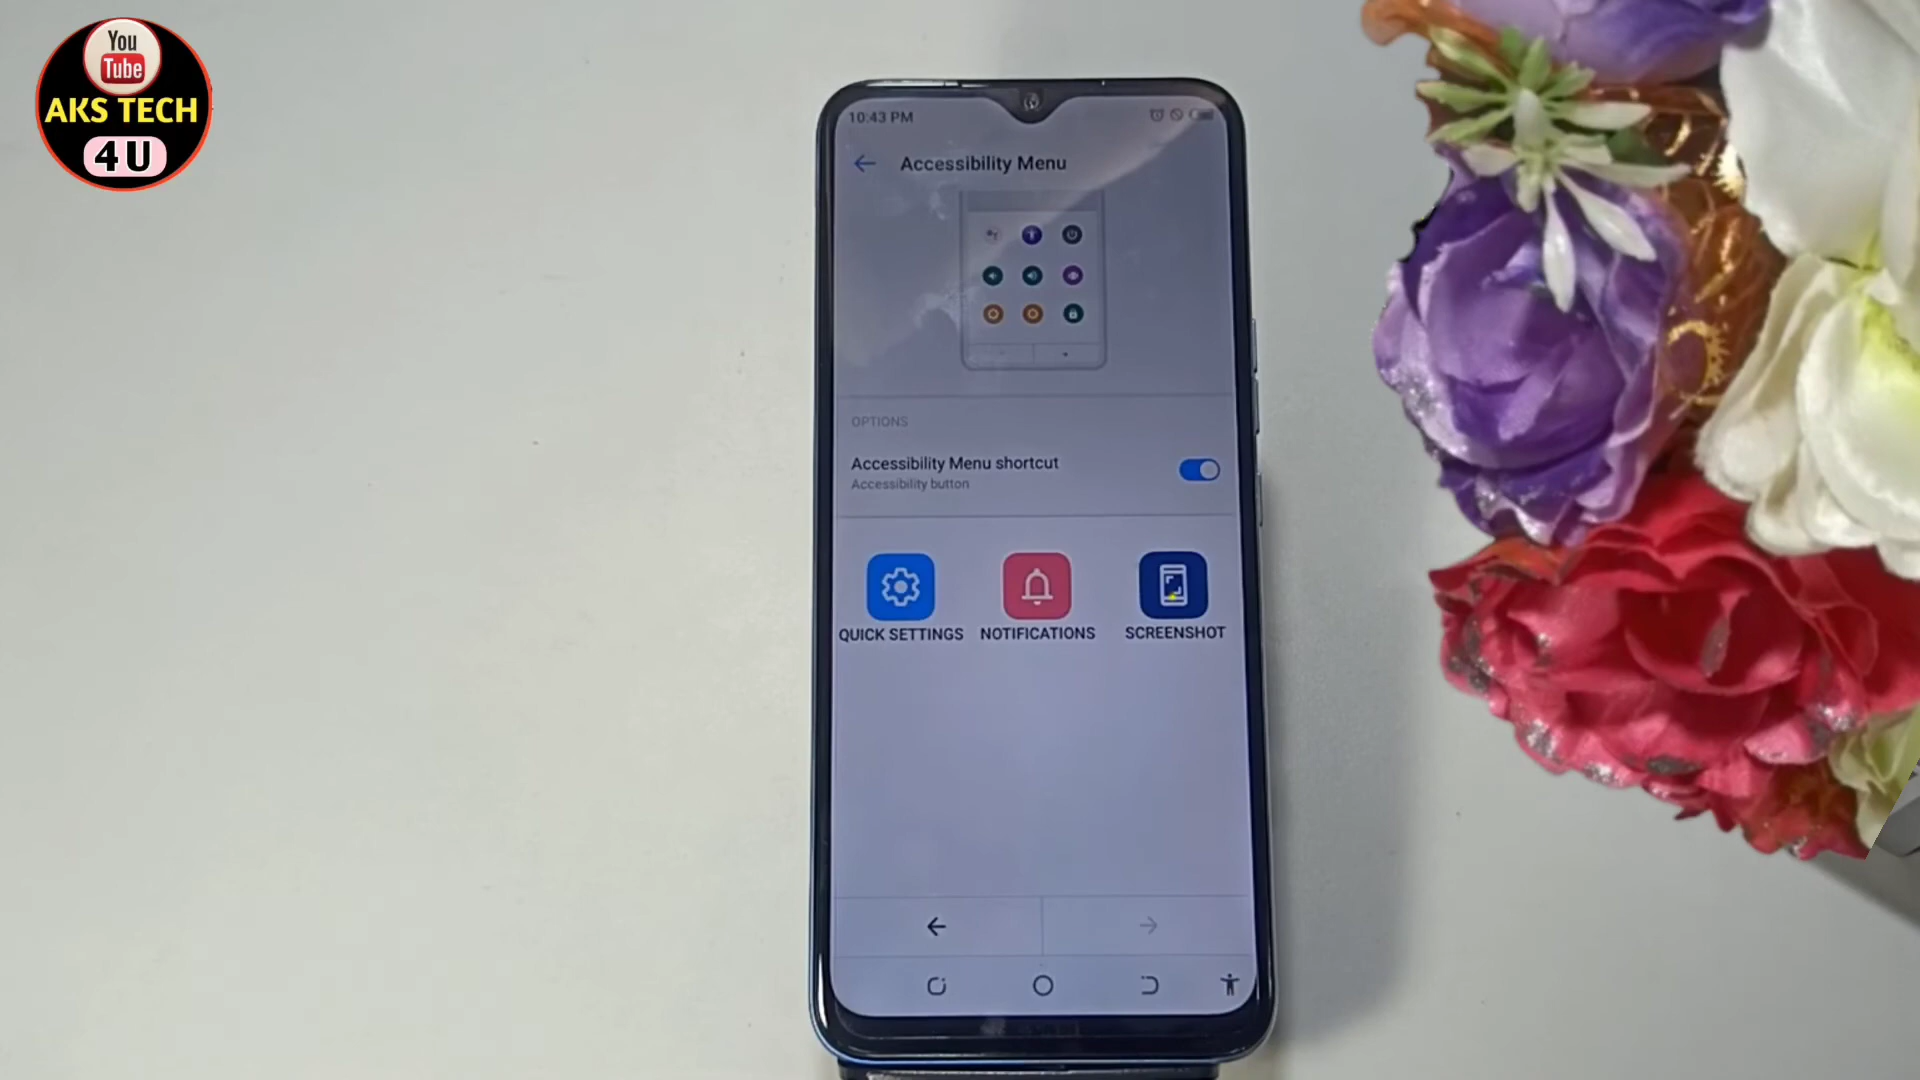 You
Tube
AKS TECH
4U
10:43 PM
Accessibility Menu
OPTIONS
Accessibility Menu shortcut
Accessibility button
QUICK SETTINGS
NOTIFICATIONS
SCREENSHOT